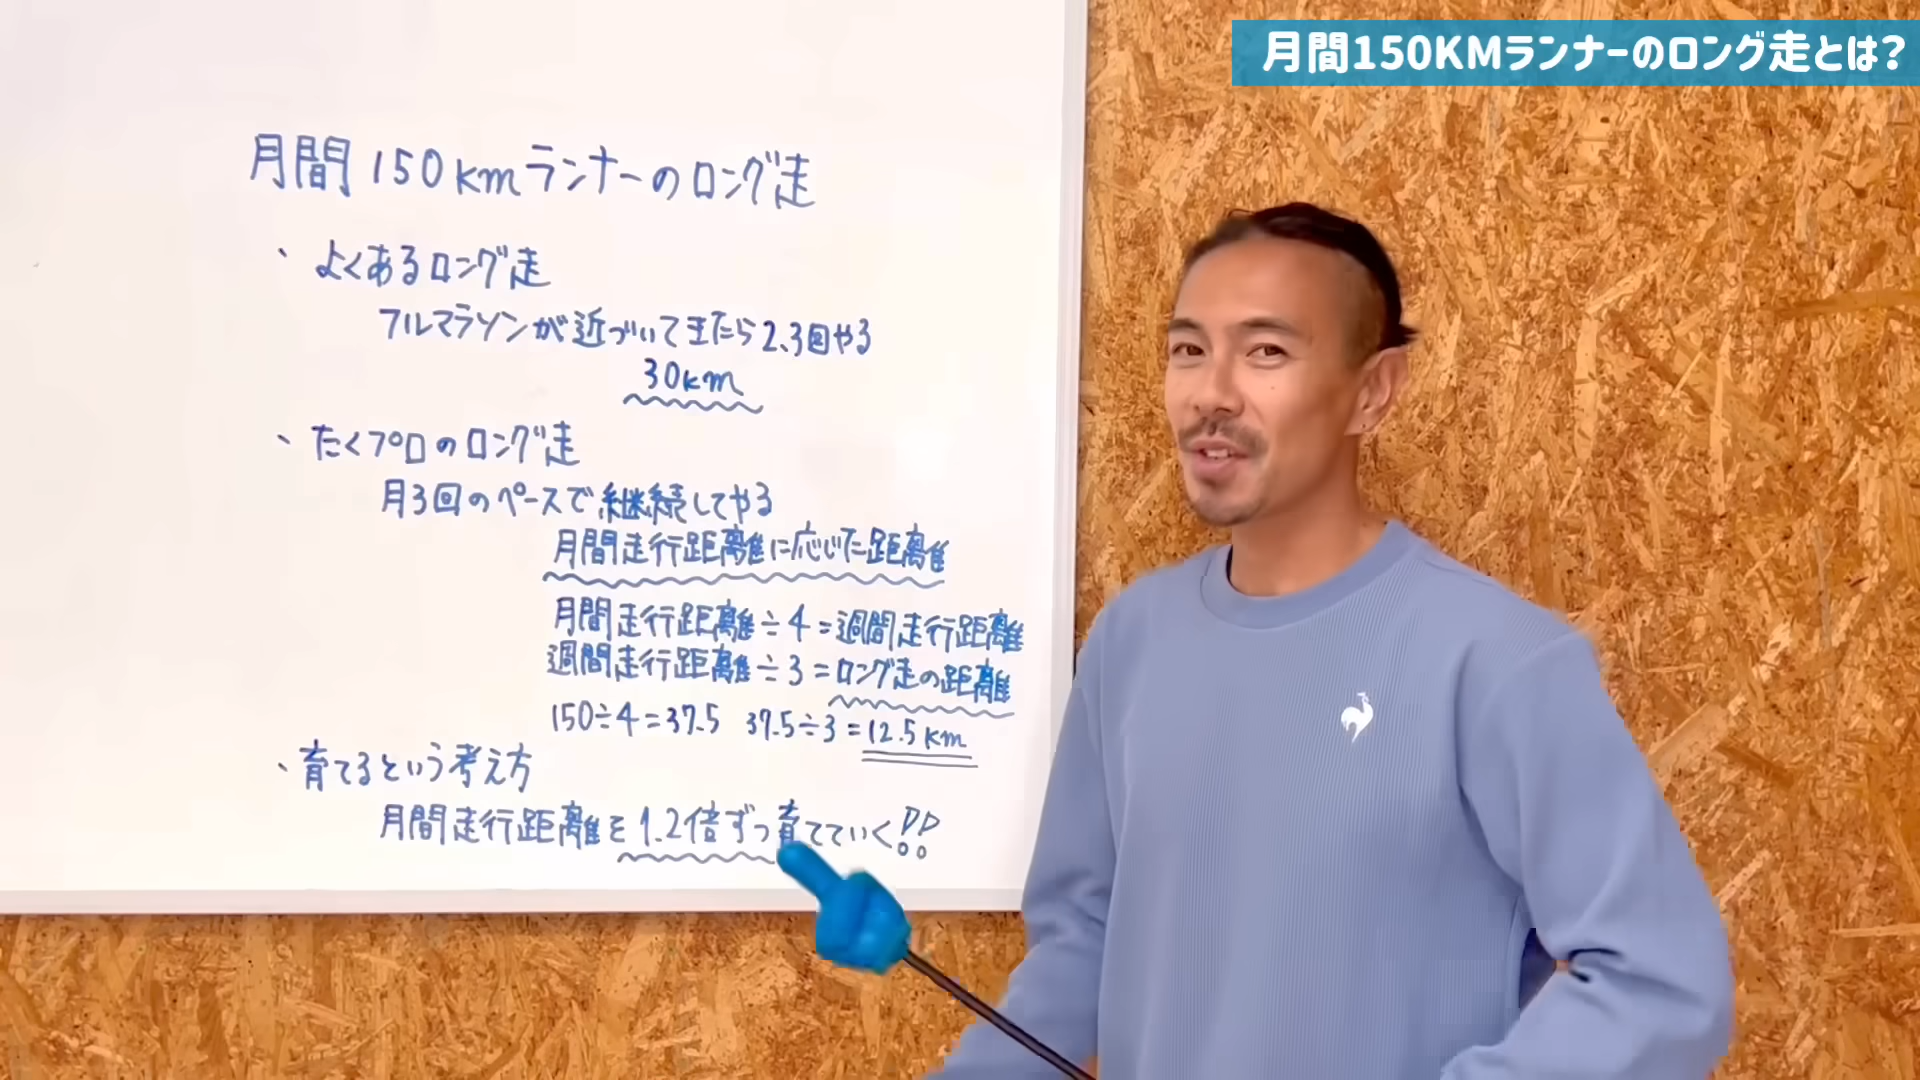 月間150KMランナーのロング走とは?
月間150kmランナーのロング走
、よくあるロング走
フルマラソンが近づいてきたら2、3回やる
30km
、たくプロのロング走
月3回のペースで継続してやる
月間走行距離に応じた距離
月間走行距離÷4=週間走行距離
週間走行距離÷3=ロング走の距離
150÷4=37.5 37.5÷3=12.5km
、育てるという考え方
月間走行距離を1.2倍ずつ育てていく!!